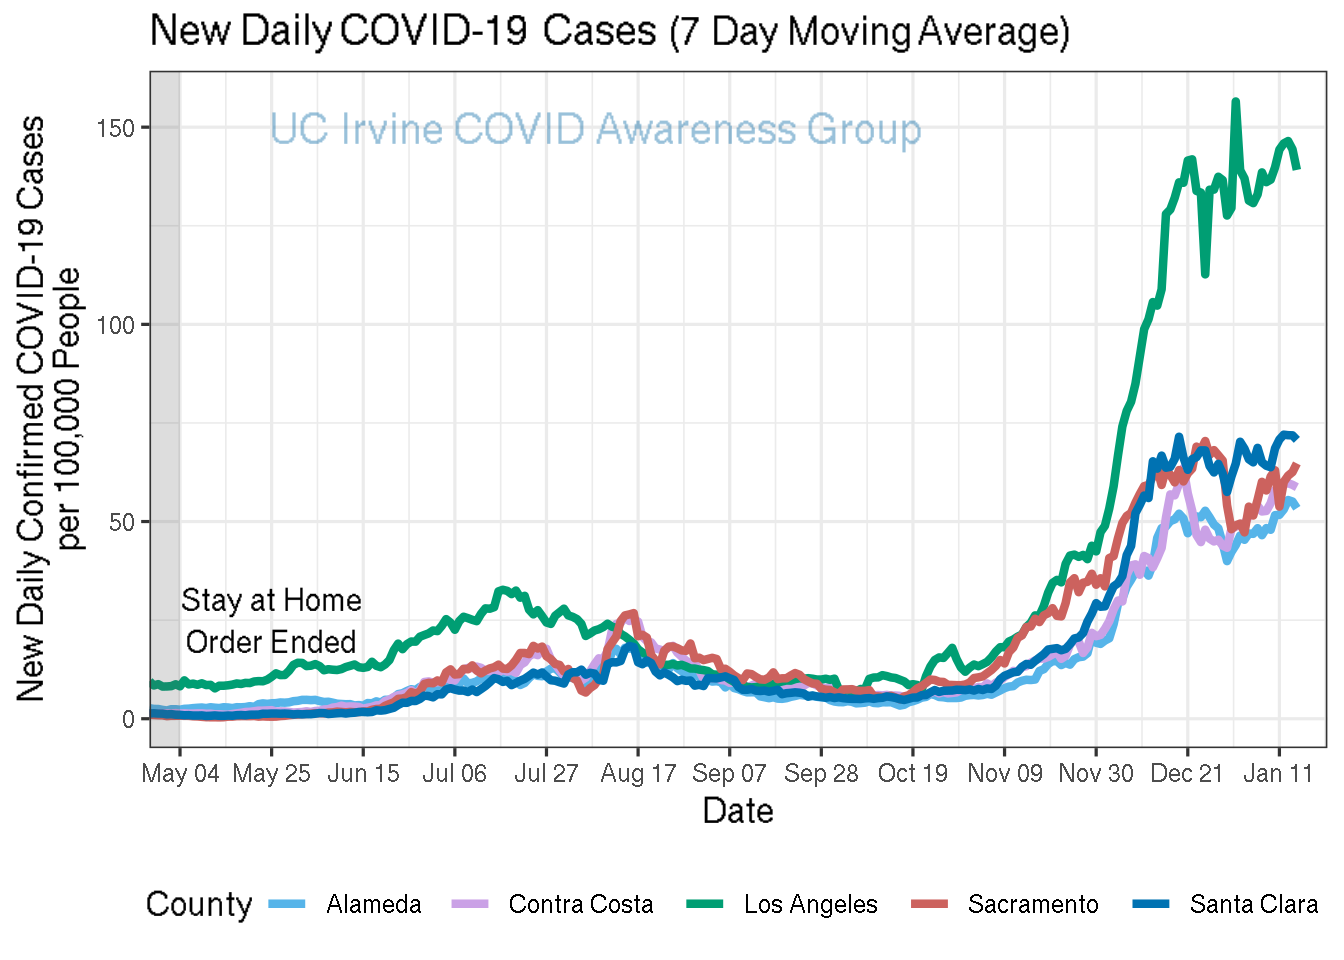 New Daily COVID-19 Cases (7 Day Moving Average)
UC Irvine COVID Awareness Group
New Daily Confirmed COVID-19 Cases
per 100,000 People
150
100
50
0
Stay at Home
Order Ended
May 04 May 25 Jun 15 Jul 06 Jul 27 Aug 17 Sep 07 Sep 28 Oct 19 Nov 09 Nov 30 Dec 21 Jan 11
Date
County Alameda Contra Costa Los Angeles Sacramento Santa Clara